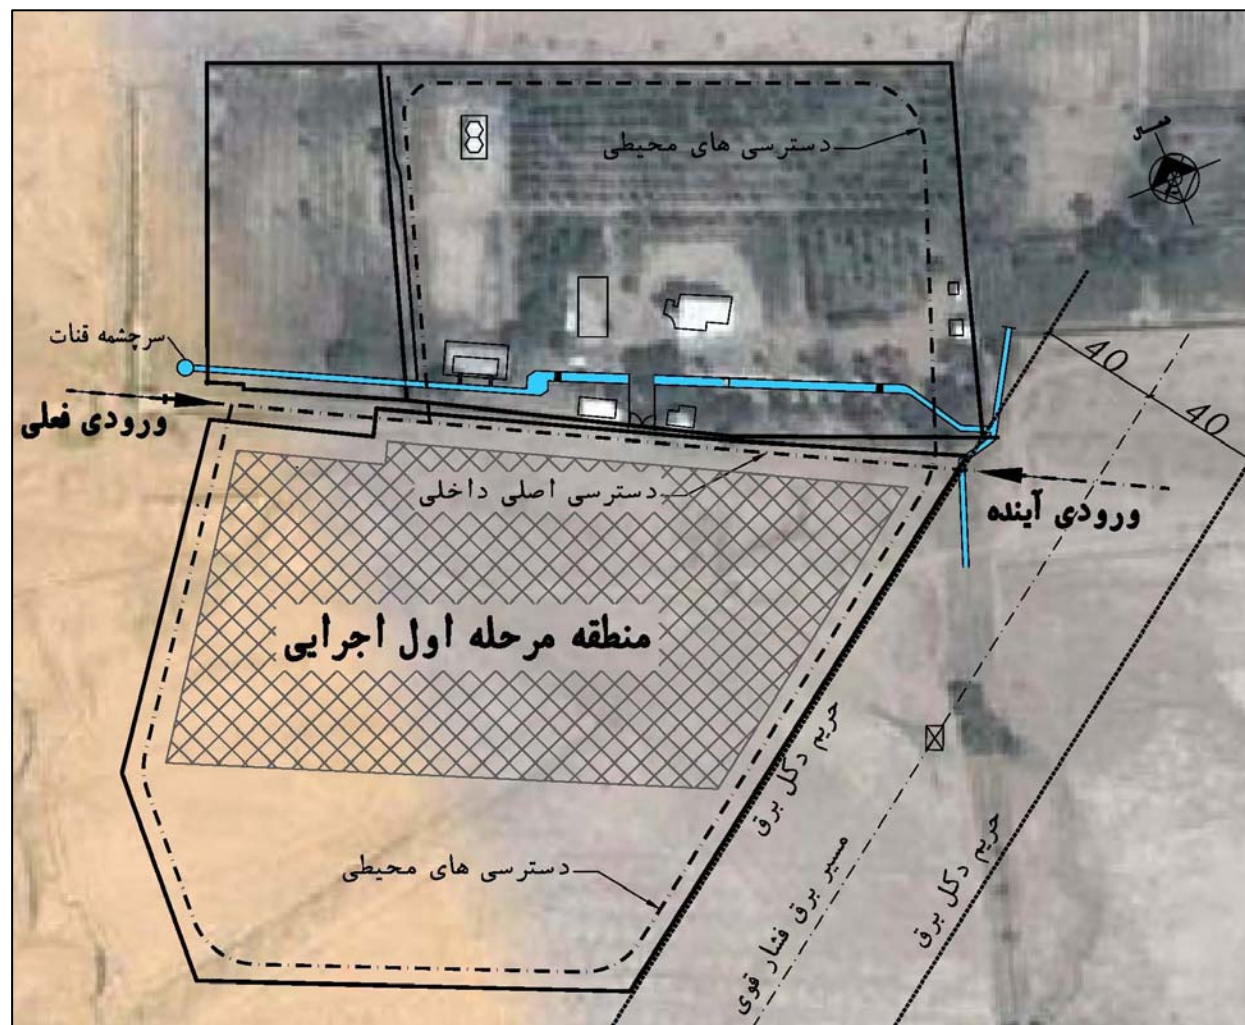 شمال
دسترسی های محیطی
سرچشمه قنات
40
40
ورودی فعلی
دسترسی اصلی داخلی
ورودی آینده
منطقه مرحله اول اجرایی
حریم دکل برق
دسترسی های محیطی
حریم دکل برق
مسیر برق فشار قوی